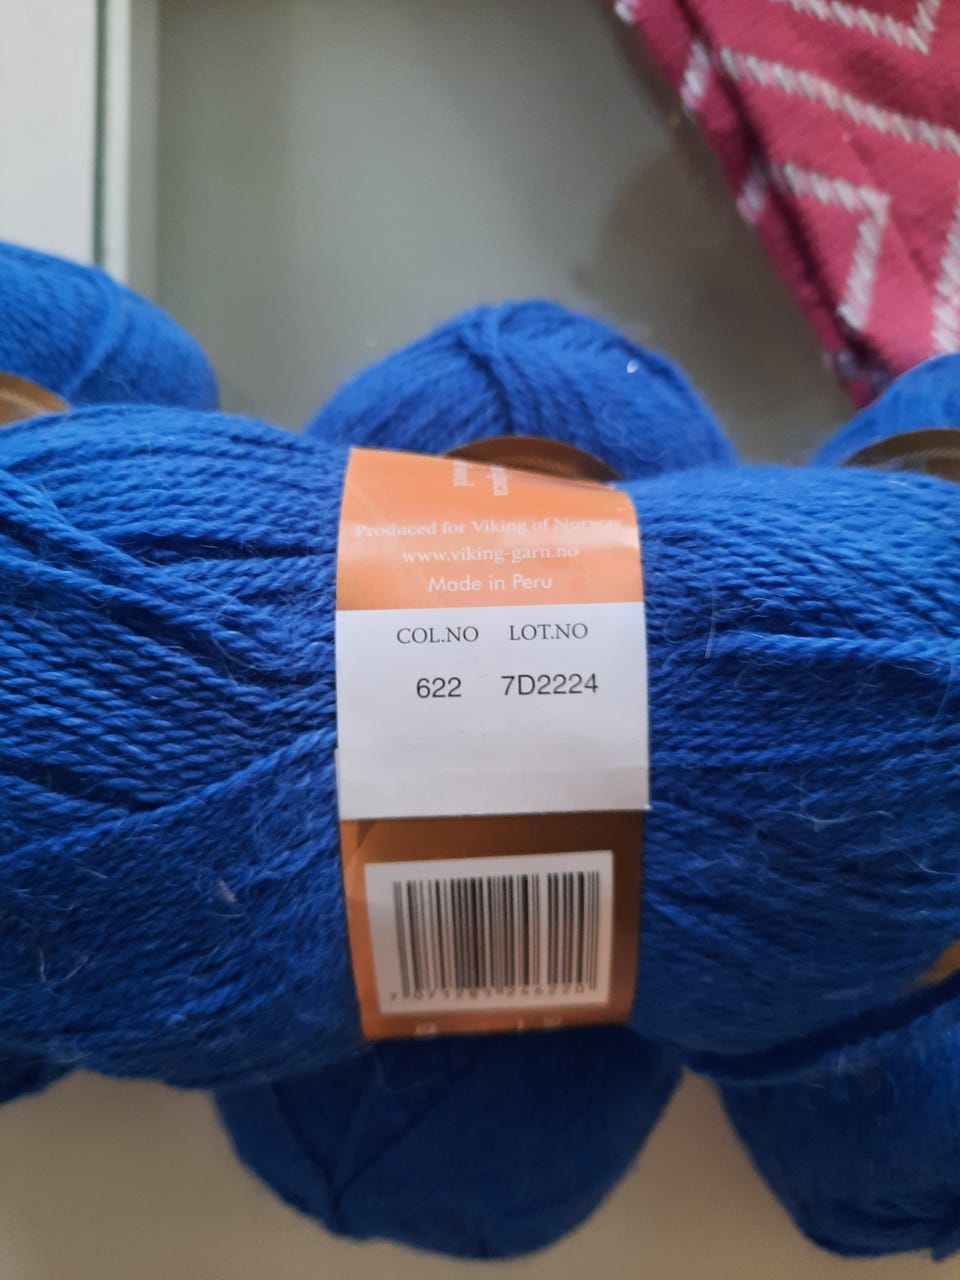 Produced for Viking of Norway
www.viking-garn.no
Made in Peru
COL.NO LOT.NO
622 7D2224